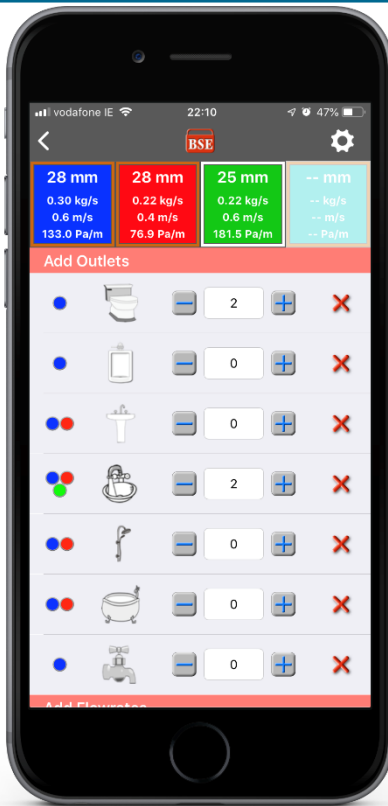 vodafone IE 22:10 47%
BSE
28 mm 28 mm 25 mm -- mm
0.30 kg/s 0.22 kg/s 0.22 kg/s -- kg/s
0.6 m/s 0.4 m/s 0.6 m/s -- m/s
133.0 Pa/m 76.9 Pa/m 181.5 Pa/m -- Pa/m
Add Outlets
2
0
0
2
0
0
0
Add Flowrates